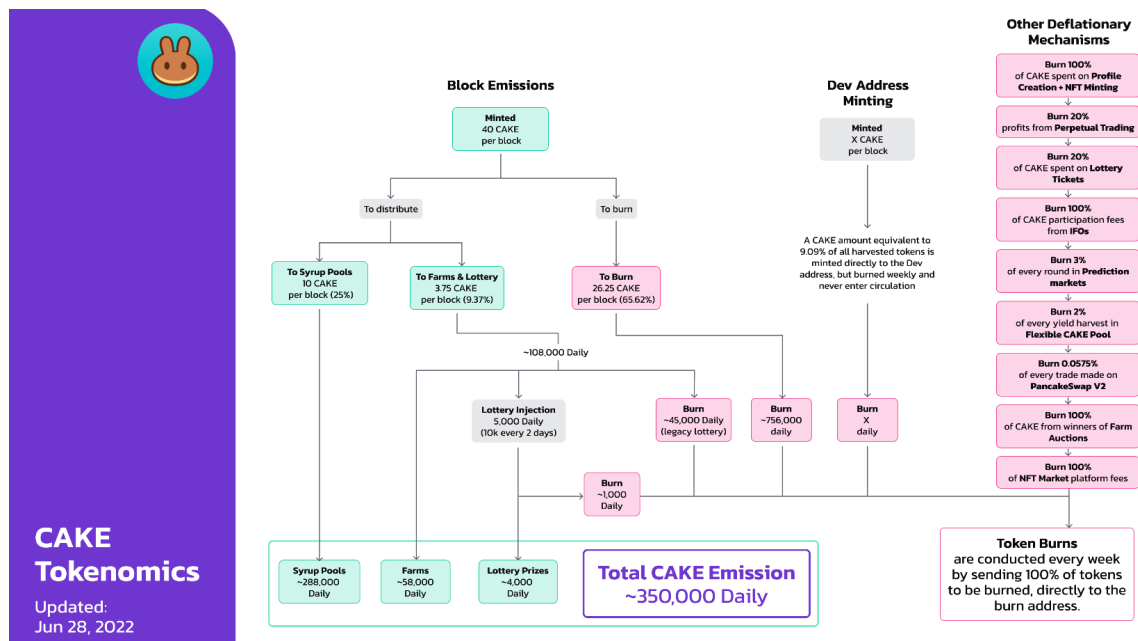 CAKE
Tokenomics
Updated:
Jun 28, 2022
Block Emissions
Minted
40 CAKE
per block
To distribute
To burn
To Syrup Pools
10 CAKE
per block (25%)
To Farms & Lottery
3.75 CAKE
per block (9.37%)
To Burn
26.25 CAKE
per block (65.62%)
~108,000 Daily
Lottery Injection
5,000 Daily
(10k every 2 days)
Burn
~45,000 Daily
(legacy lottery)
Burn
~756,000
daily
Burn
~1,000
Daily
Syrup Pools
~288,000
Daily
Farms
~58,000
Daily
Lottery Prizes
~4,000
Daily
Total CAKE Emission
~350,000 Daily
Dev Address
Minting
Minted
X CAKE
per block
A CAKE amount equivalent to
9.09% of all harvested tokens is
minted directly to the Dev
address, but burned weekly and
never enter circulation
Burn
X
daily
Other Deflationary
Mechanisms
Burn 100%
of CAKE spent on Profile
Creation + NFT Minting
Burn 20%
profits from Perpetual Trading
Burn 20%
of CAKE spent on Lottery
Tickets
Burn 100%
of CAKE participation fees
from IFOs
Burn 3%
of every round in Prediction
markets
Burn 2%
of every yield harvest in
Flexible CAKE Pool
Burn 0.0575%
of every trade made on
PancakeSwap V2
Burn 100%
of CAKE from winners of Farm
Auctions
Burn 100%
of NFT Market platform fees
Token Burns
are conducted every week
by sending 100% of tokens
to be burned, directly to the
burn address.